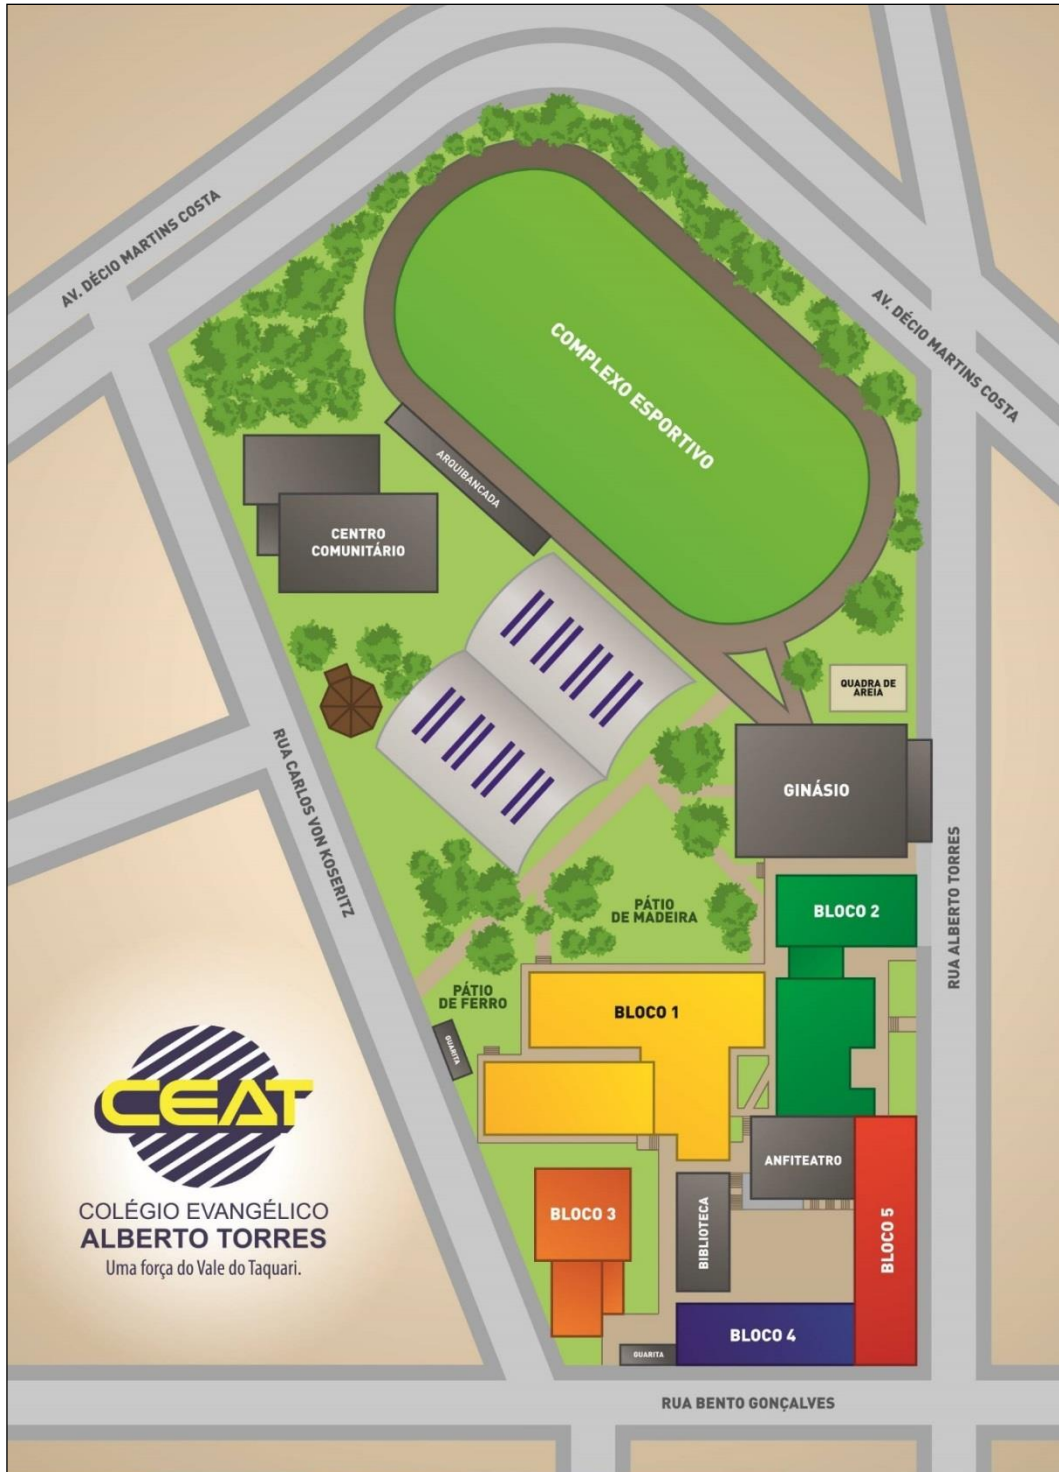 AV. DÉCIO MARTINS COSTA
AV. DÉCIO MARTINS COSTA
COMPLEXO ESPORTIVO
ARQUIBANCADA
CENTRO
COMUNITÁRIO
QUADRA DE
AREIA
GINÁSIO
RUA CARLOS VON KOSERITZ
RUA ALBERTO TORRES
PÁTIO
DE MADEIRA
BLOCO 2
PÁTIO
DE FERRO
BLOCO 1
GUARITA
CEAT
COLÉGIO EVANGÉLICO
ALBERTO TORRES
Uma força do Vale do Taquari.
ANFITEATRO
BLOCO 3
BIBLIOTECA
BLOCO 5
BLOCO 4
GUARITA
RUA BENTO GONÇALVES